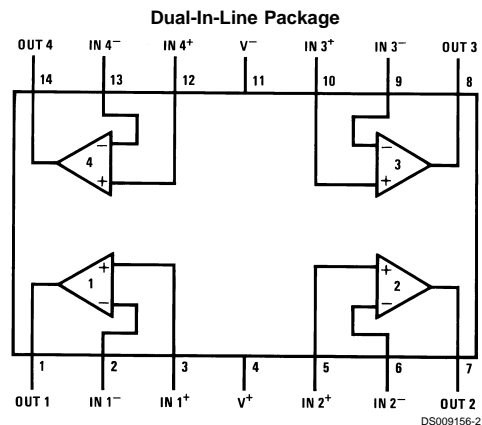 Dual-In-Line Package
OUT 4 IN 4− IN 4+ V− IN 3+ IN 3− OUT 3
14 13 12 11 10 9 8
− −
4 3
+ +
+ +
1 2
− −
1 2 3 4 5 6 7
OUT 1 IN 1− IN 1+ V+ IN 2+ IN 2− OUT 2
DS009156-2